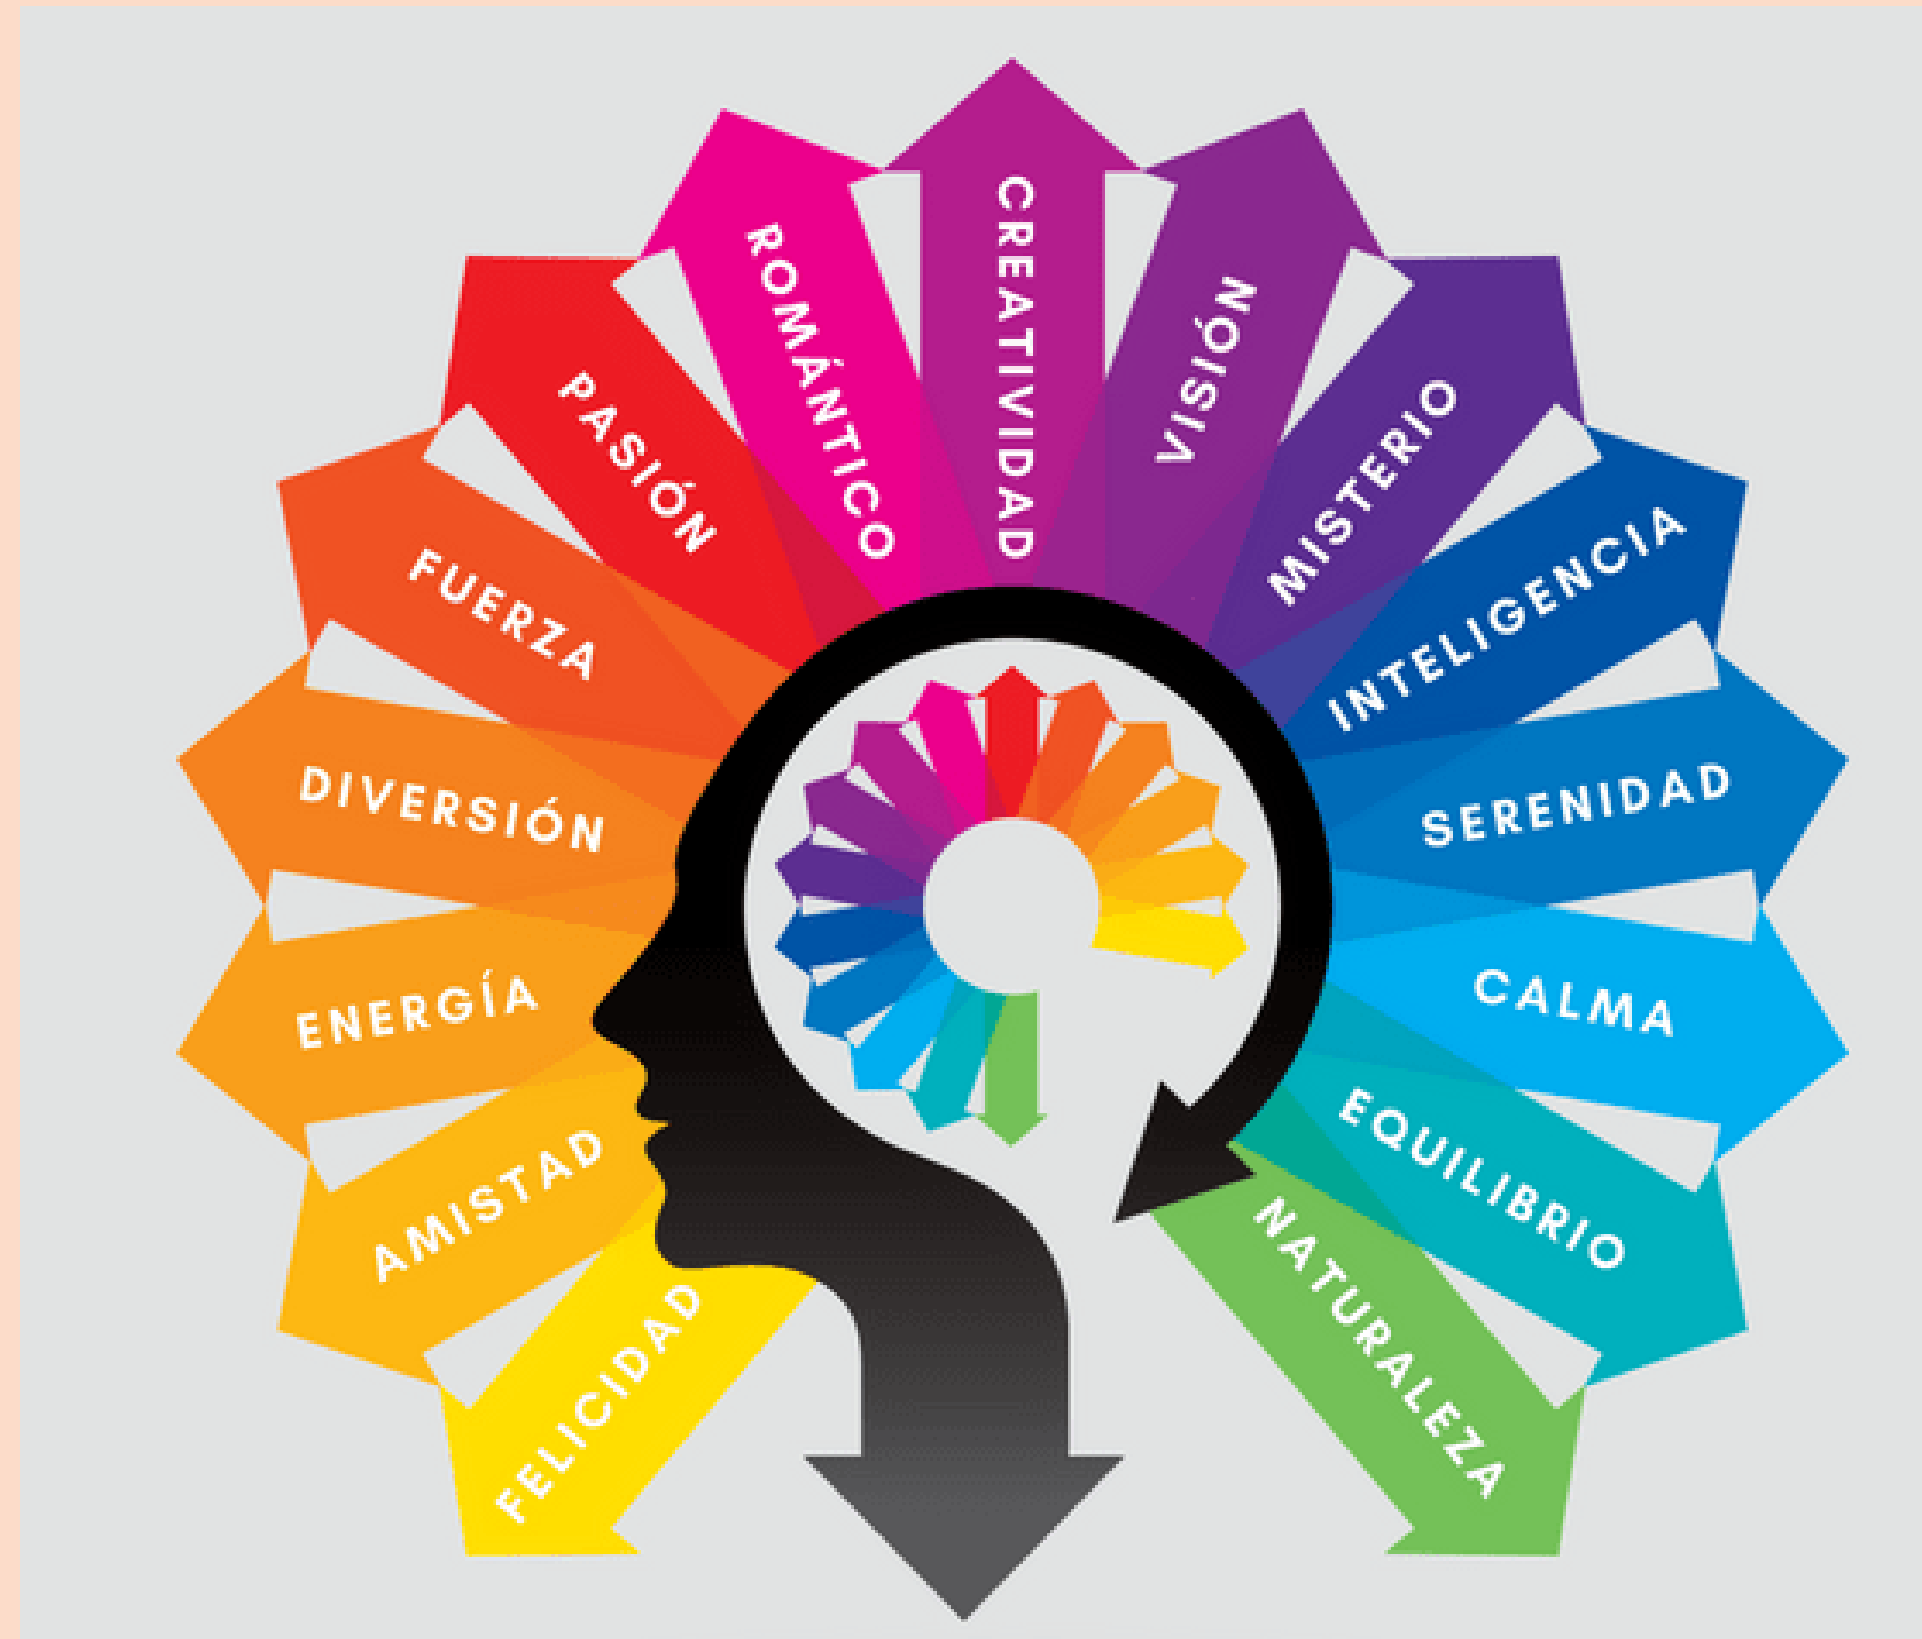 FELICIDAD
AMISTAD
ENERGÍA
DIVERSIÓN
FUERZA
PASIÓN
ROMÁNTICO
CREATIVIDAD
VISIÓN
MISTERIO
INTELIGENCIA
SERENIDAD
CALMA
EQUILIBRIO
NATURALEZA